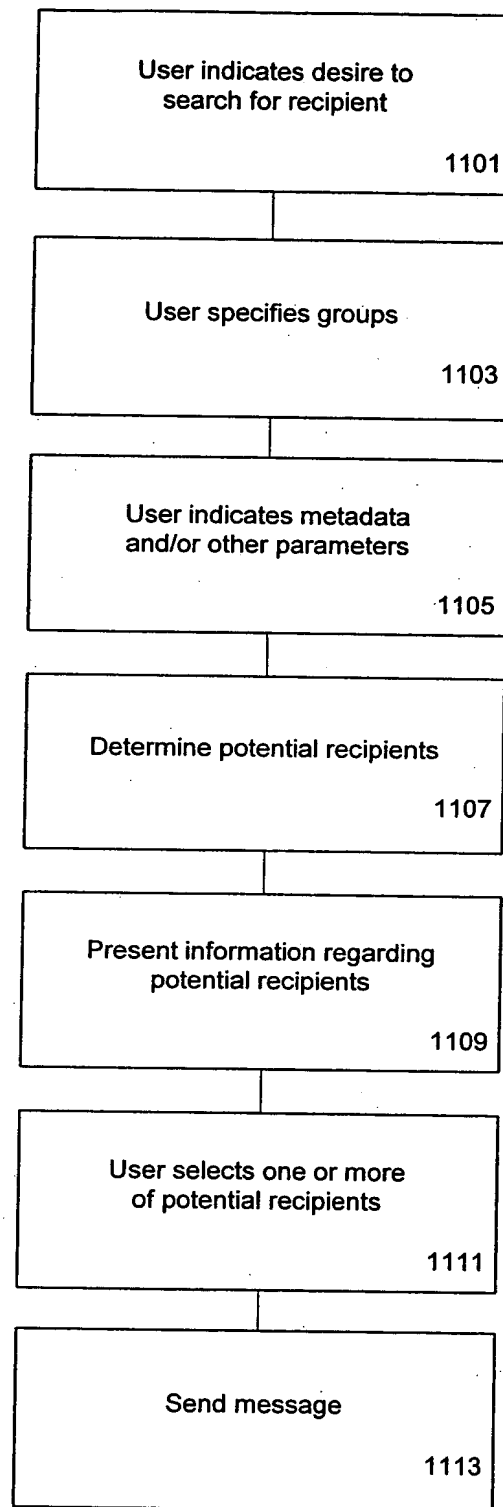 User indicates desire to
search for recipient
1101
User specifies groups
1103
User indicates metadata
and/or other parameters
1105
Determine potential recipients
1107
Present information regarding
potential recipients
1109
User selects one or more
of potential recipients
1111
Send message
1113